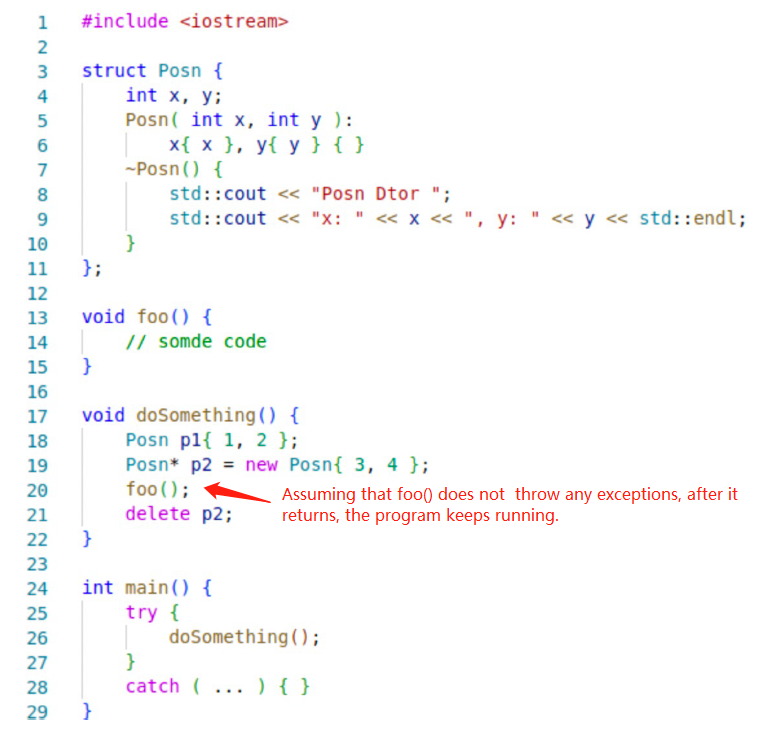 1 #include <iostream>
2
3 struct Posn {
4     int x, y;
5     Posn( int x, int y ):
6         x{ x }, y{ y } { }
7     ~Posn() {
8         std::cout << "Posn Dtor ";
9         std::cout << "x: " << x << ", y: " << y << std::endl;
10     }
11 };
12
13 void foo() {
14     // somde code
15 }
16
17 void doSomething() {
18     Posn p1{ 1, 2 };
19     Posn* p2 = new Posn{ 3, 4 };
20     foo();
Assuming that foo() does not throw any exceptions, after it
returns, the program keeps running.
21     delete p2;
22 }
23
24 int main() {
25     try {
26         doSomething();
27     }
28     catch ( ... ) { }
29 }